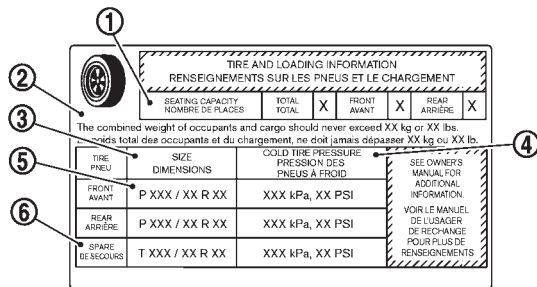 ①
TIRE AND LOADING INFORMATION
RENSEIGNEMENTS SUR LES PNEUS ET LE CHARGEMENT
②
SEATING CAPACITY
NOMBRE DE PLACES
TOTAL
TOTAL
X
FRONT
AVANT
X
REAR
ARRIÈRE
X
The combined weight of occupants and cargo should never exceed XX kg or XX lbs.
poids total des occupants et du chargement, ne doit jamais dépasser XX kg ou XX lb.
③
④
⑤
TIRE
PNEU
SIZE
DIMENSIONS
COLD TIRE PRESSURE
PRESSION DES
PNEUS À FROID
SEE OWNER'S
MANUAL FOR
ADDITIONAL
INFORMATION.
VOIR LE MANUEL
DE L'USAGER
DE RECHANGE
POUR PLUS DE
RENSEIGNEMENTS
FRONT
AVANT
P XXX / XX R XX
XXX kPa, XX PSI
REAR
ARRIÈRE
P XXX / XX R XX
XXX kPa, XX PSI
⑥
SPARE
DE SECOURS
T XXX / XX R XX
XXX kPa, XX PSI